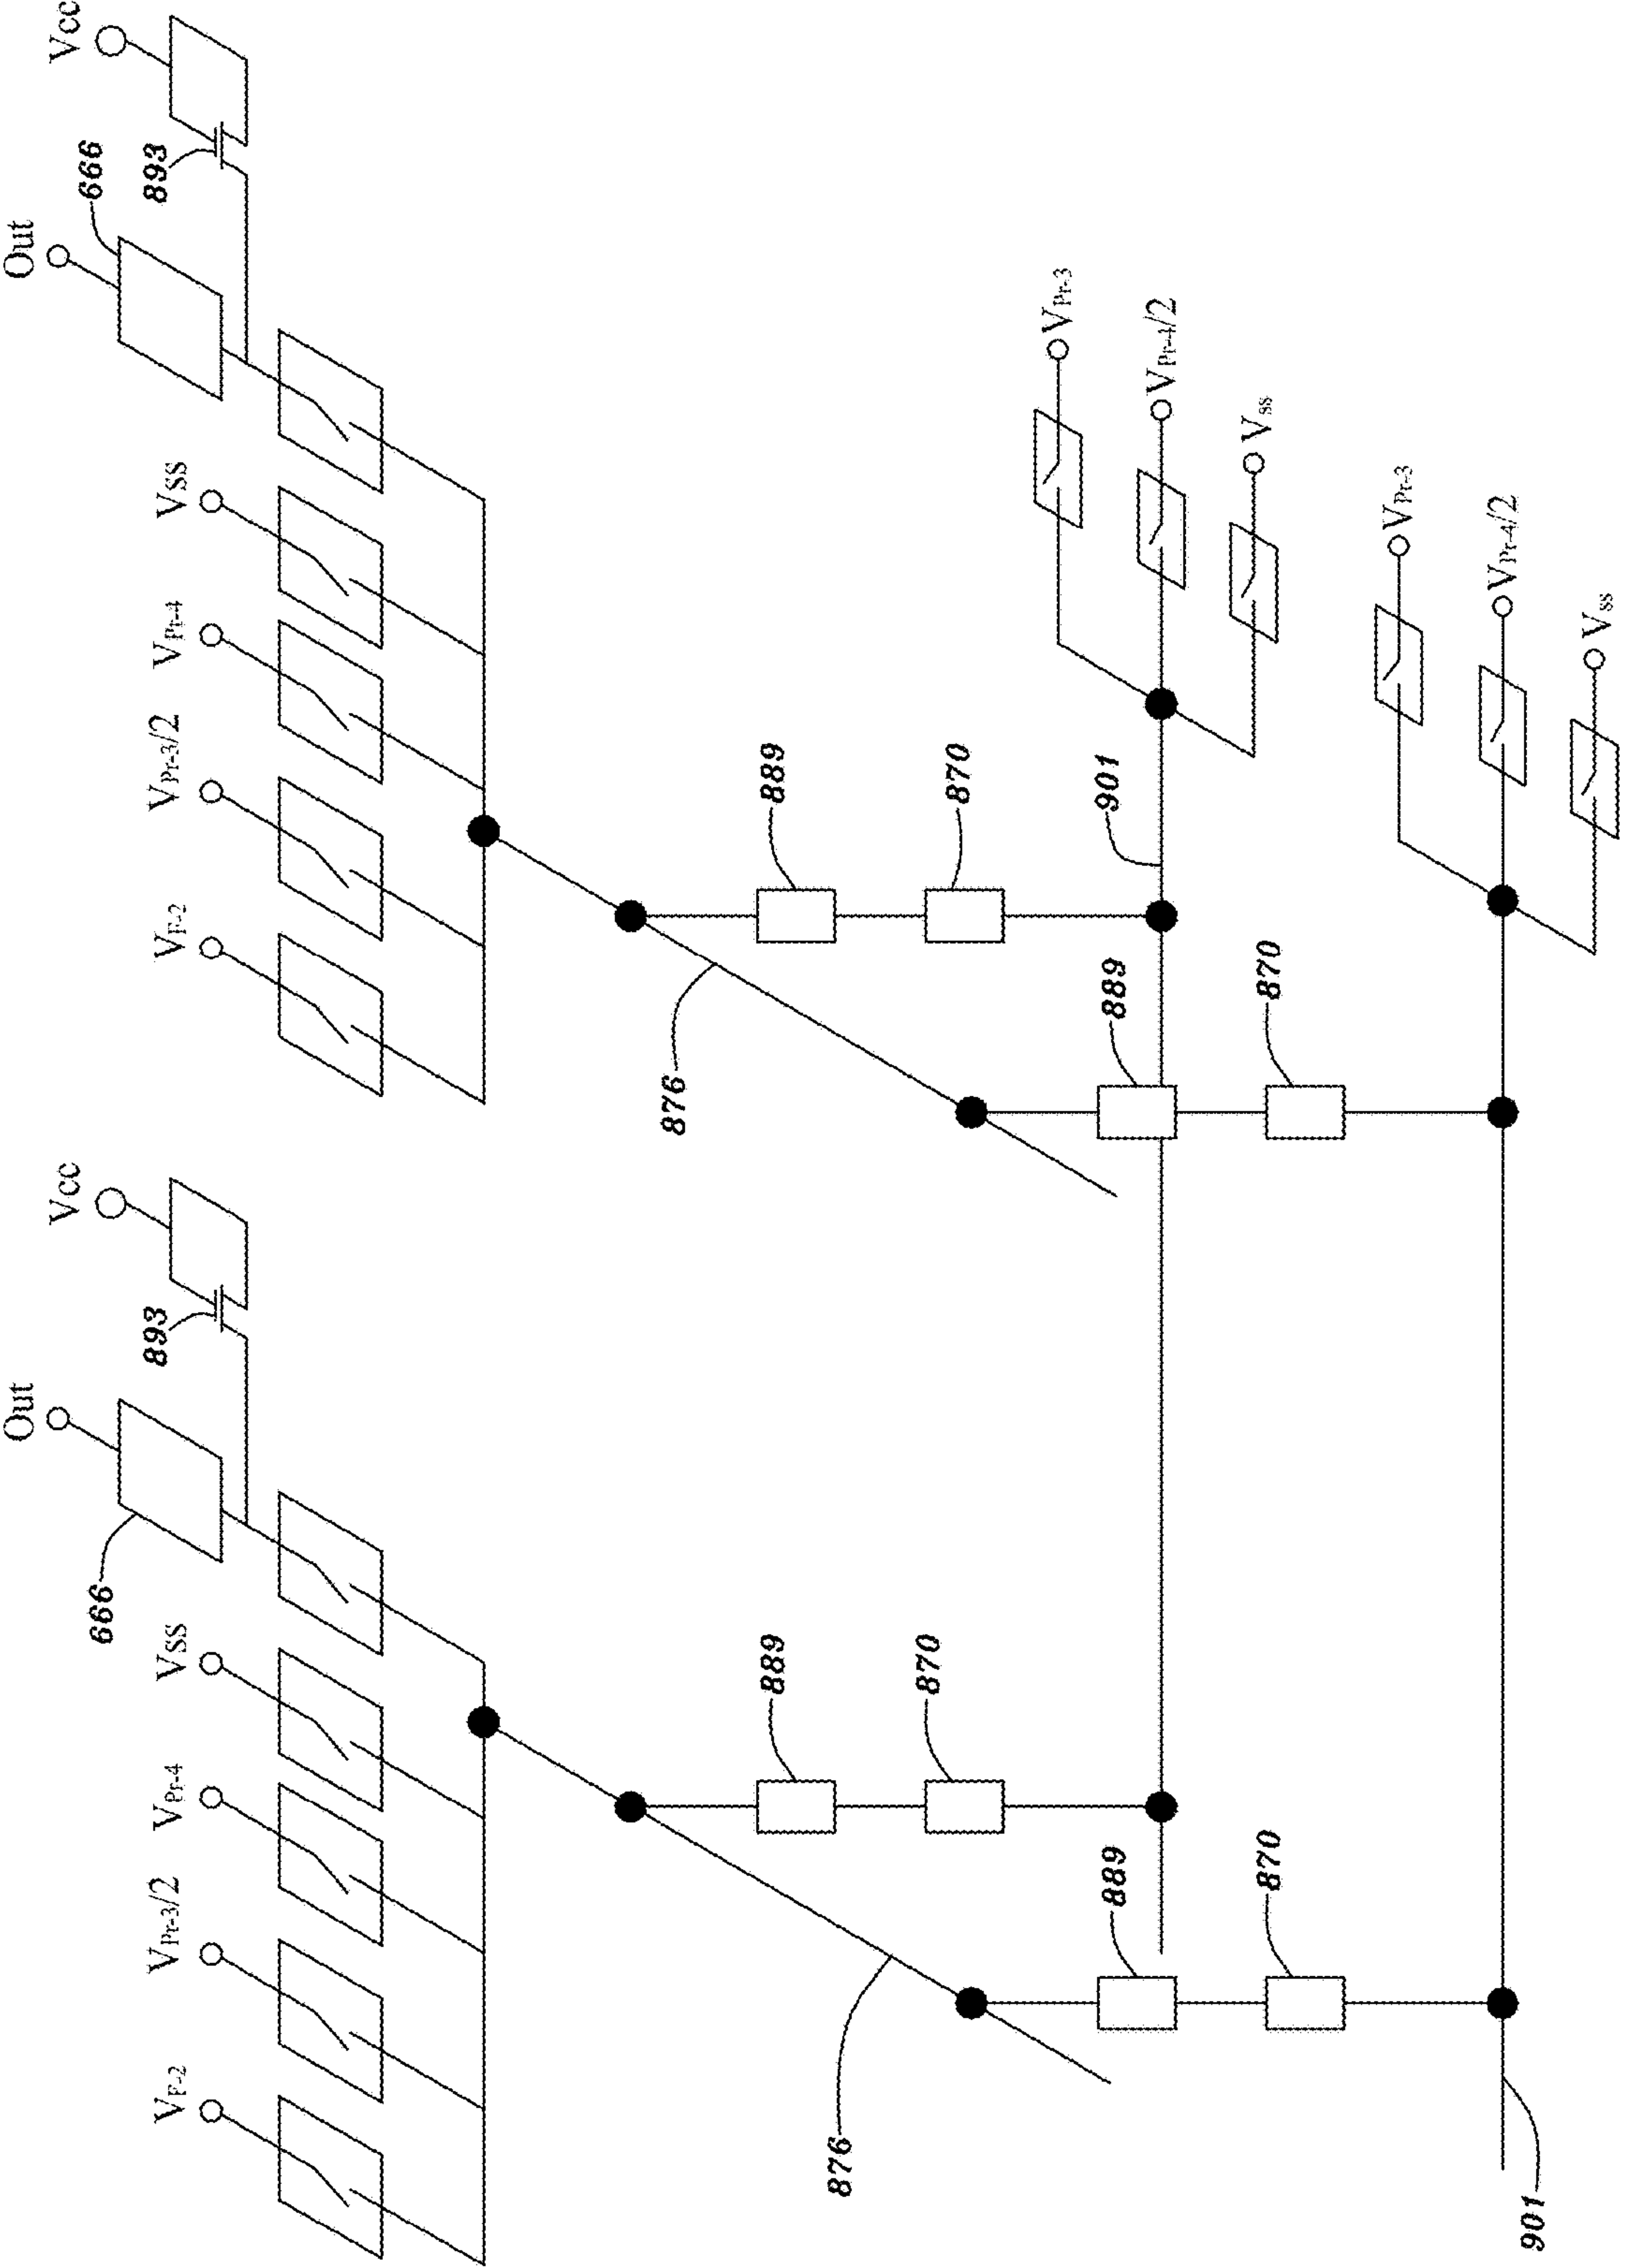 Vcc
893
666
Out
Vss
VPr-4
VPr-3/2
VF-2
889
870
901
VPr-3
VPr-4/2
Vss
876
889
870
VPr-3
VPr-4/2
Vss
Vcc
893
Out
666
Vss
VPr-4
VPr-3/2
VF-2
889
870
889
870
876
901